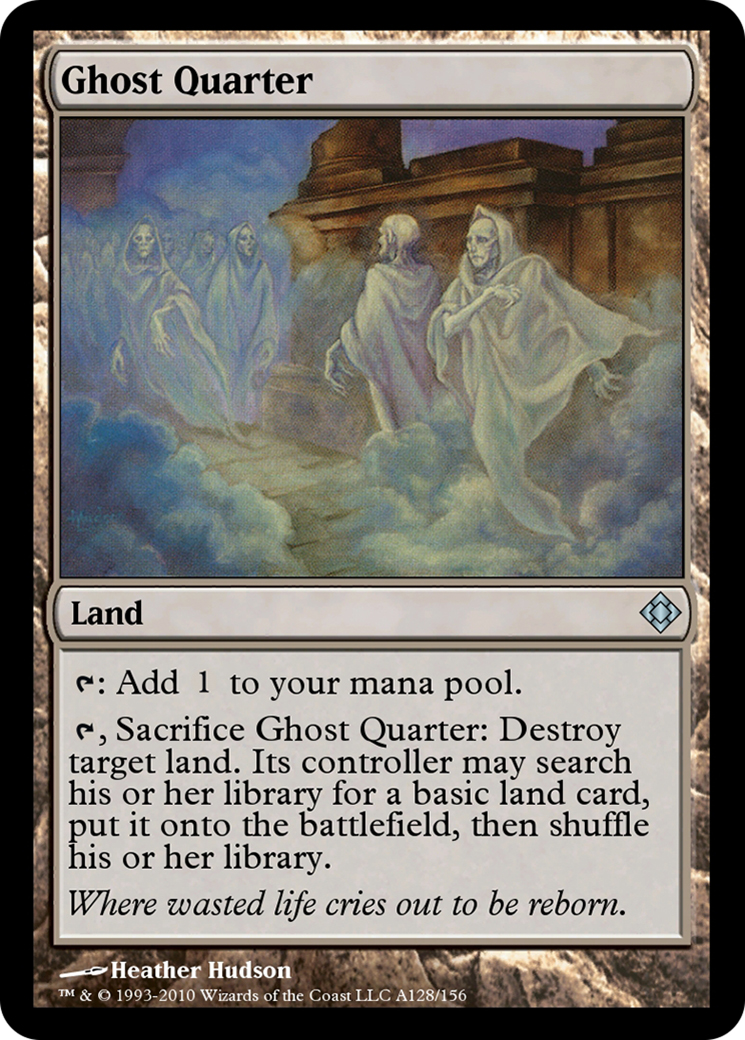 Ghost Quarter
Land
: Add 1 to your mana pool.
, Sacrifice Ghost Quarter: Destroy
target land. Its controller may search
his or her library for a basic land card,
put it onto the battlefield, then shuffle
his or her library.
Where wasted life cries out to be reborn.
Heather Hudson
™ & © 1993-2010 Wizards of the Coast LLC A128/156